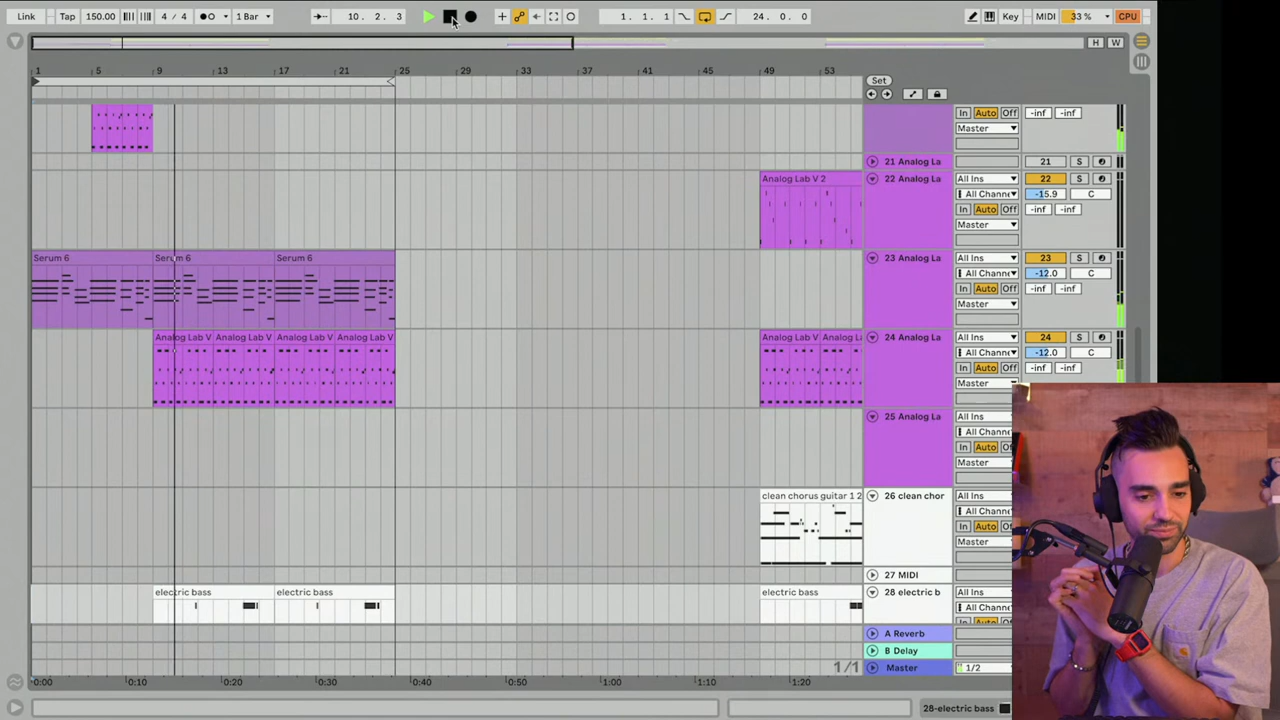 Link Tap 150.00 4 / 4 1 Bar 10. 2. 3 1. 1. 1 24. 0. 0 Key MIDI 33 % CPU
H W
1 5 9 13 17 21 25 29 33 37 41 45 49 53
Set
In Auto Off -inf -inf
Master
21 Analog La 21 S
Analog Lab V 2 22 Analog La All Ins 22 S
All Channe -15.9 C
In Auto Off -inf -inf
Master
Serum 6 Serum 6 Serum 6 23 Analog La All Ins 23 S
All Channe -12.0 C
In Auto Off -inf -inf
Master
Analog Lab V Analog Lab V Analog Lab V Analog Lab V Analog Lab V Analog L 24 Analog La All Ins 24 S
All Channe -12.0 C
In Auto Off -inf -inf
Master
25 Analog La All Ins
All Channe
In Auto Of
Master
clean chorus guitar 1 2 26 clean chor All Ins
All Channe
In Auto Of
Master
27 MIDI
electric bass electric bass electric bass 28 electric b All Ins
All Channe
In Auto Of
A Reverb
B Delay
1/1 Master 1/2
0:00 0:10 0:20 0:30 0:40 0:50 1:00 1:10 1:20
28-electric bass